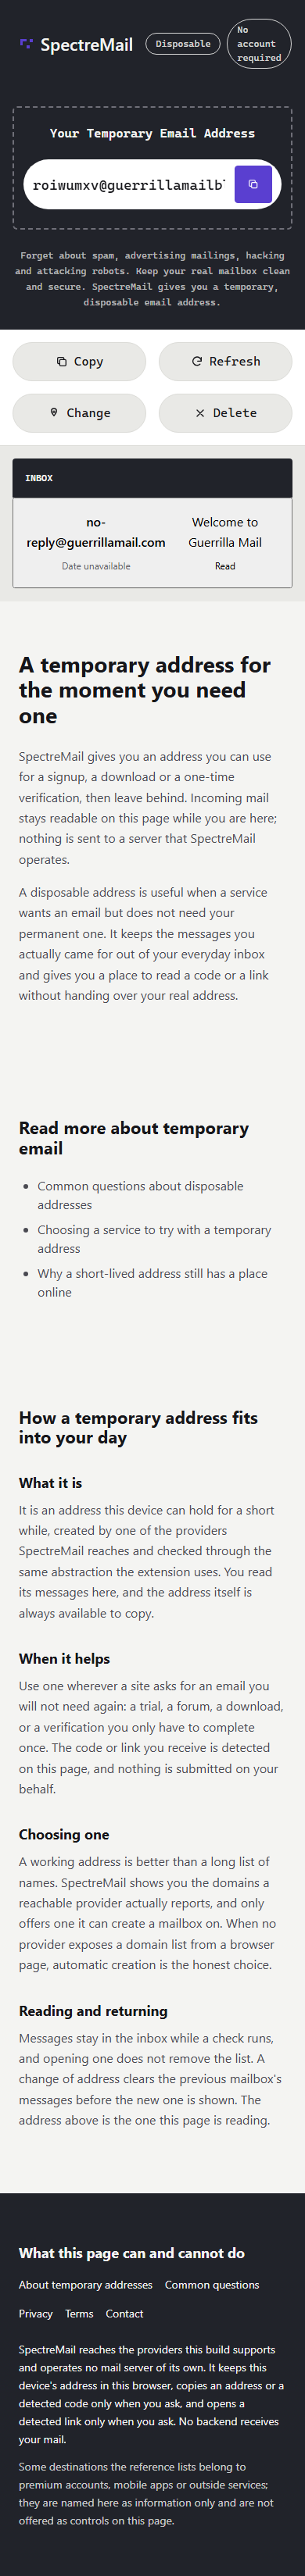 SpectreMail
Disposable
No
account
required
Your Temporary Email Address
roiwumxv@guerrillamailb
Forget about spam, advertising mailings, hacking
and attacking robots. Keep your real mailbox clean
and secure. SpectreMail gives you a temporary,
disposable email address.
Copy
Refresh
Change
Delete
INBOX
no-
reply@guerrillamail.com
Date unavailable
Welcome to
Guerrilla Mail
Read
A temporary address for
the moment you need
one
SpectreMail gives you an address you can use
for a signup, a download or a one-time
verification, then leave behind. Incoming mail
stays readable on this page while you are here;
nothing is sent to a server that SpectreMail
operates.
A disposable address is useful when a service
wants an email but does not need your
permanent one. It keeps the messages you
actually came for out of your everyday inbox
and gives you a place to read a code or a link
without handing over your real address.
Read more about temporary
email
Common questions about disposable
addresses
Choosing a service to try with a temporary
address
Why a short-lived address still has a place
online
How a temporary address fits
into your day
What it is
It is an address this device can hold for a short
while, created by one of the providers
SpectreMail reaches and checked through the
same abstraction the extension uses. You read
its messages here, and the address itself is
always available to copy.
When it helps
Use one wherever a site asks for an email you
will not need again: a trial, a forum, a download,
or a verification you only have to complete
once. The code or link you receive is detected
on this page, and nothing is submitted on your
behalf.
Choosing one
A working address is better than a long list of
names. SpectreMail shows you the domains a
reachable provider actually reports, and only
offers one it can create a mailbox on. When no
provider exposes a domain list from a browser
page, automatic creation is the honest choice.
Reading and returning
Messages stay in the inbox while a check runs,
and opening one does not remove the list. A
change of address clears the previous mailbox's
messages before the new one is shown. The
address above is the one this page is reading.
What this page can and cannot do
About temporary addresses
Common questions
Privacy
Terms
Contact
SpectreMail reaches the providers this build supports
and operates no mail server of its own. It keeps this
device's address in this browser, copies an address or a
detected code only when you ask, and opens a
detected link only when you ask. No backend receives
your mail.
Some destinations the reference lists belong to
premium accounts, mobile apps or outside services;
they are named here as information only and are not
offered as controls on this page.